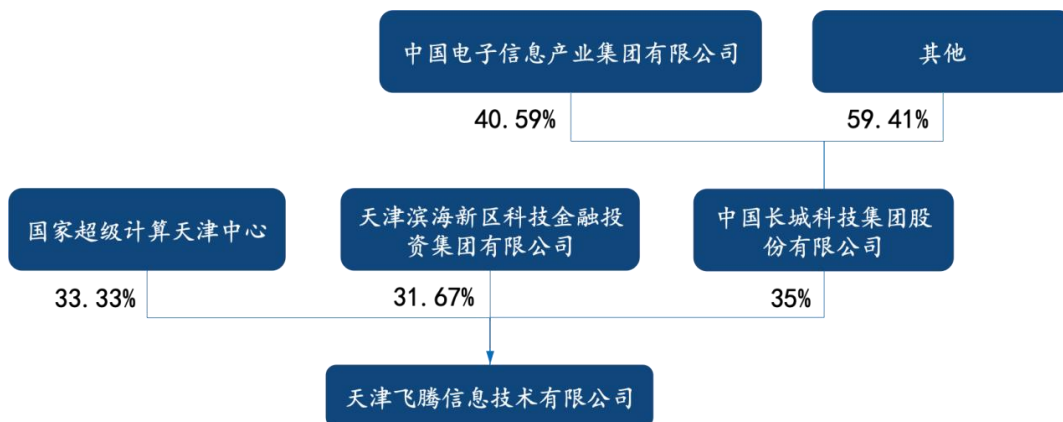 中国电子信息产业集团有限公司
其他
40.59%
59.41%
国家超级计算天津中心
天津滨海新区科技金融投
资集团有限公司
中国长城科技集团股
份有限公司
33.33%
31.67%
35%
天津飞腾信息技术有限公司